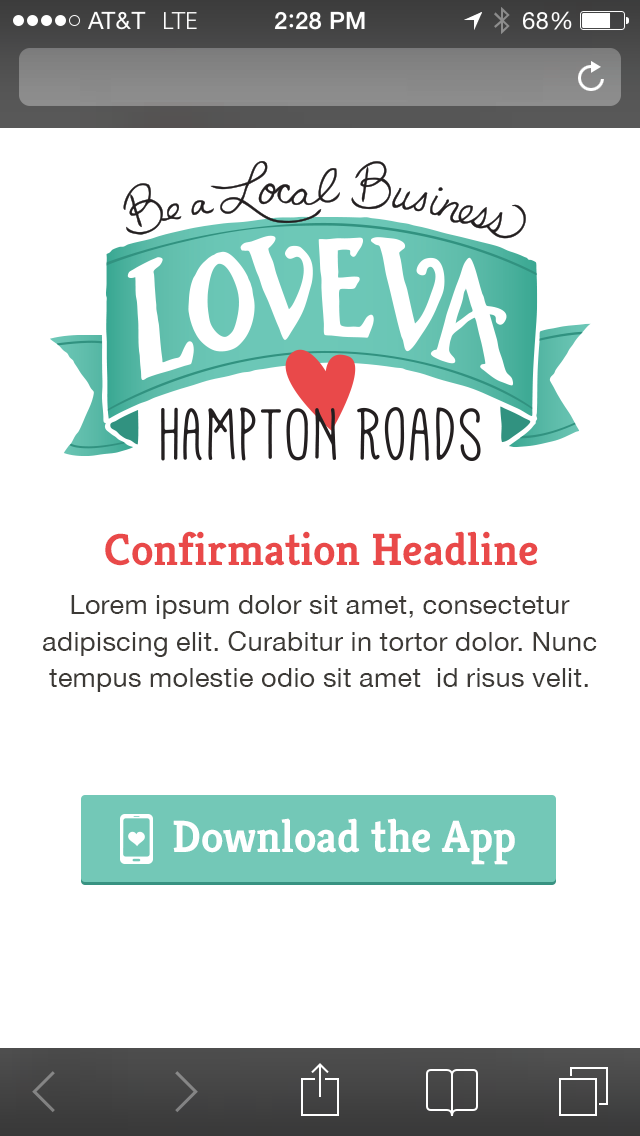 AT&T LTE 2:28 PM 68%
Be a Local Business
LOVEVA
HAMPTON ROADS
Confirmation Headline
Lorem ipsum dolor sit amet, consectetur
adipiscing elit. Curabitur in tortor dolor. Nunc
tempus molestie odio sit amet  id risus velit.
Download the App